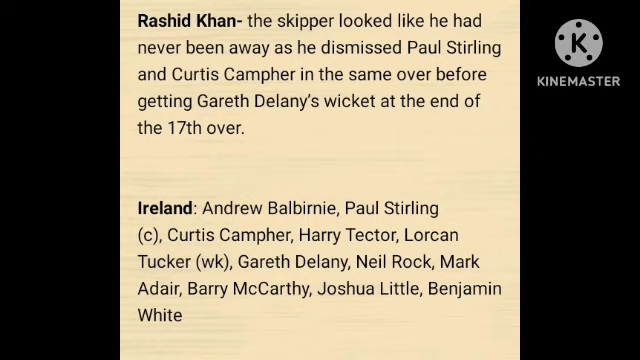 Rashid Khan- the skipper looked like he had
never been away as he dismissed Paul Stirling
and Curtis Campher in the same over before
getting Gareth Delany’s wicket at the end of
the 17th over.
Ireland: Andrew Balbirnie, Paul Stirling
(c), Curtis Campher, Harry Tector, Lorcan
Tucker (wk), Gareth Delany, Neil Rock, Mark
Adair, Barry McCarthy, Joshua Little, Benjamin
White
K
KINEMASTER